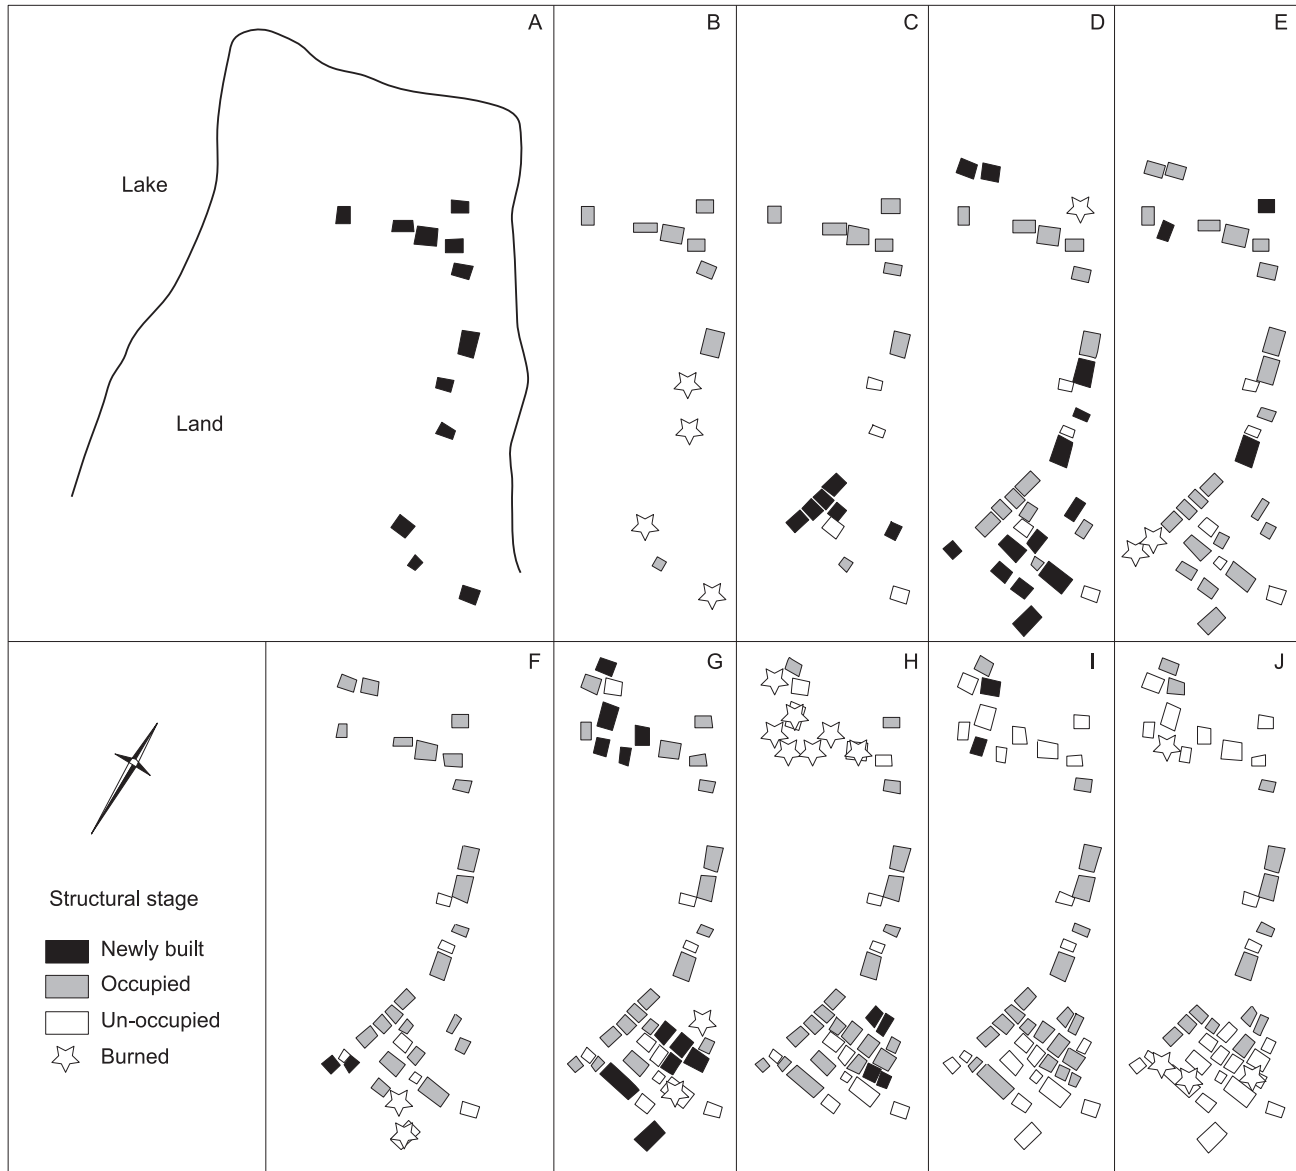 A
B
C
D
E
Lake
Land
F
G
H
I
J
Structural stage
Newly built
Occupied
Un-occupied
Burned